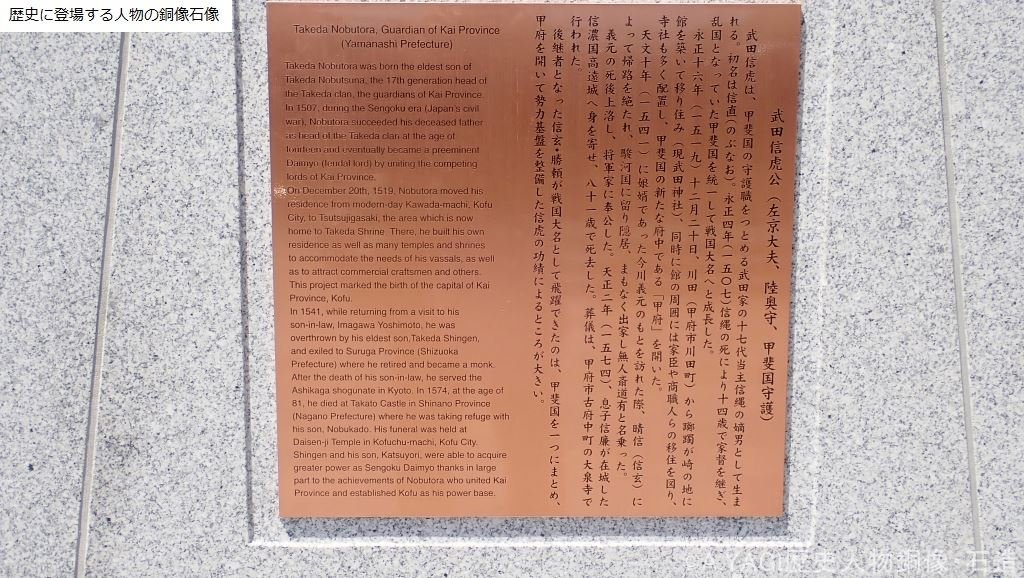 歴史に登場する人物の銅像石像
Takeda Nobutora, Guardian of Kai Province
(Yamanashi Prefecture)
Takeda Nobutora was born the eldest son of
Takeda Nobutsuna, the 17th generation head of
the Takeda clan, the guardians of Kai Province.
In 1507, during the Sengoku era (Japan's civil
war), Nobutora succeeded his deceased father
as head of the Takeda clan at the age of
fourteen and eventually became a preeminent
Daimyo (fendal lord) by uniting the competing
lords of Kai Province.
On December 20th, 1519, Nobutora moved his
residence from modern-day Kawada-machi, Kofu
City, to Tsutsujigasaki, the area which is now
home to Takeda Shrine. There, he built his own
residence as well as many temples and shrines
to accommodate the needs of his vassals, as well
as to attract commercial craftsmen and others.
This project marked the birth of the capital of Kai
Province, Kofu.
In 1541, while returning from a visit to his
son-in-law, Imagawa Yoshimoto, he was
overthrown by his eldest son,Takeda Shingen,
and exiled to Suruga Province (Shizuoka
Prefecture) where he retired and became a monk.
After the death of his son-in-law, he served the
Ashikaga shogunate in Kyoto. In 1574, at the age of
81, he died at Takato Castle in Shinano Province
(Nagano Prefecture) where he was taking refuge with
his son, Nobukado. His funeral was held at
Daisen-ji Temple in Kofuchu-machi, Kofu City.
Shingen and his son, Katsuyori, were able to acquire
greater power as Sengoku Daimyo thanks in large
part to the achievements of Nobutora who united Kai
Province and established Kofu as his power base.
武田信虎公（左京大夫、陸奥守、甲斐国守護）
武田信虎は、甲斐国の守護職をつとめる武田家の十七代当主信縄の嫡男として生ま
れる。初名は信直（のぶなお）。永正四年（一五〇七）信縄の死により十四歳で家督を継ぎ、
乱国となっていた甲斐国を統一して戦国大名へと成長した。
永正十六年（一五一九）十二月二十日、川田（甲府市川田町）から躑躅が崎の地に
館を築いて移り住み（現武田神社）、同時に館の周囲には家臣や商職人らの移住を図り、
寺社も多く配置し、甲斐国の新たな府中である「甲府」を開いた。
天文十年（一五四一）に娘婿であった今川義元のもとを訪れた際、晴信（信玄）に
よって帰路を絶たれ、駿河国に留り隠居、まもなく出家し無人斎道有と名乗った。
義元の死後上洛し、将軍家に奉公した。天正二年（一五七四）、息子信廉が在城した
信濃国高遠城へ身を寄せ、八十一歳で死去した。葬儀は、甲府市古府中町の大泉寺で
行われた。
後継者となった信玄・勝頼が戦国大名として飛躍できたのは、甲斐国を一つにまとめ、
甲府を開いて勢力基盤を整備した信虎の功績によるところが大きい。
YAGI歴史人物銅像・石造